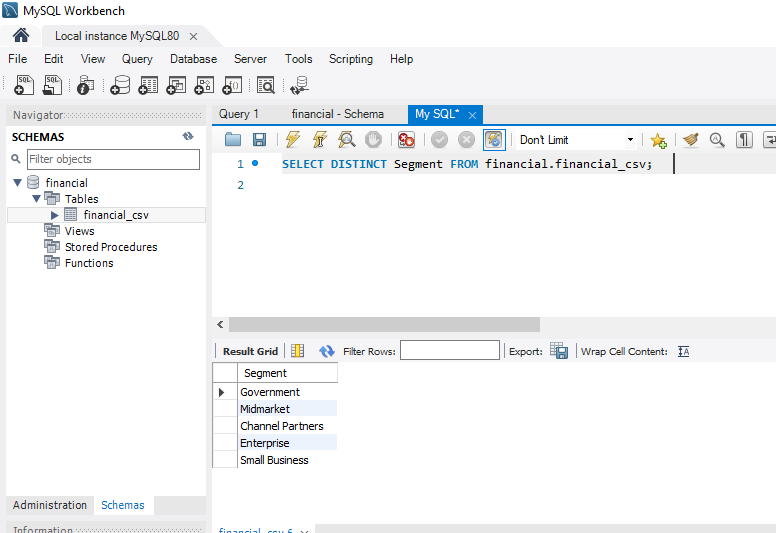 MySQL Workbench
Local instance MySQL80
File Edit View Query Database Server Tools Scripting Help
Navigator
SCHEMAS
Filter objects
financial
Tables
financial_csv
Views
Stored Procedures
Functions
Administration Schemas
Information
Query 1 financial - Schema My SQL*
Don't Limit
1 SELECT DISTINCT Segment FROM financial.financial_csv;
2
Result Grid Filter Rows: Export: Wrap Cell Content:
Segment
Government
Midmarket
Channel Partners
Enterprise
Small Business
financial_csv 6